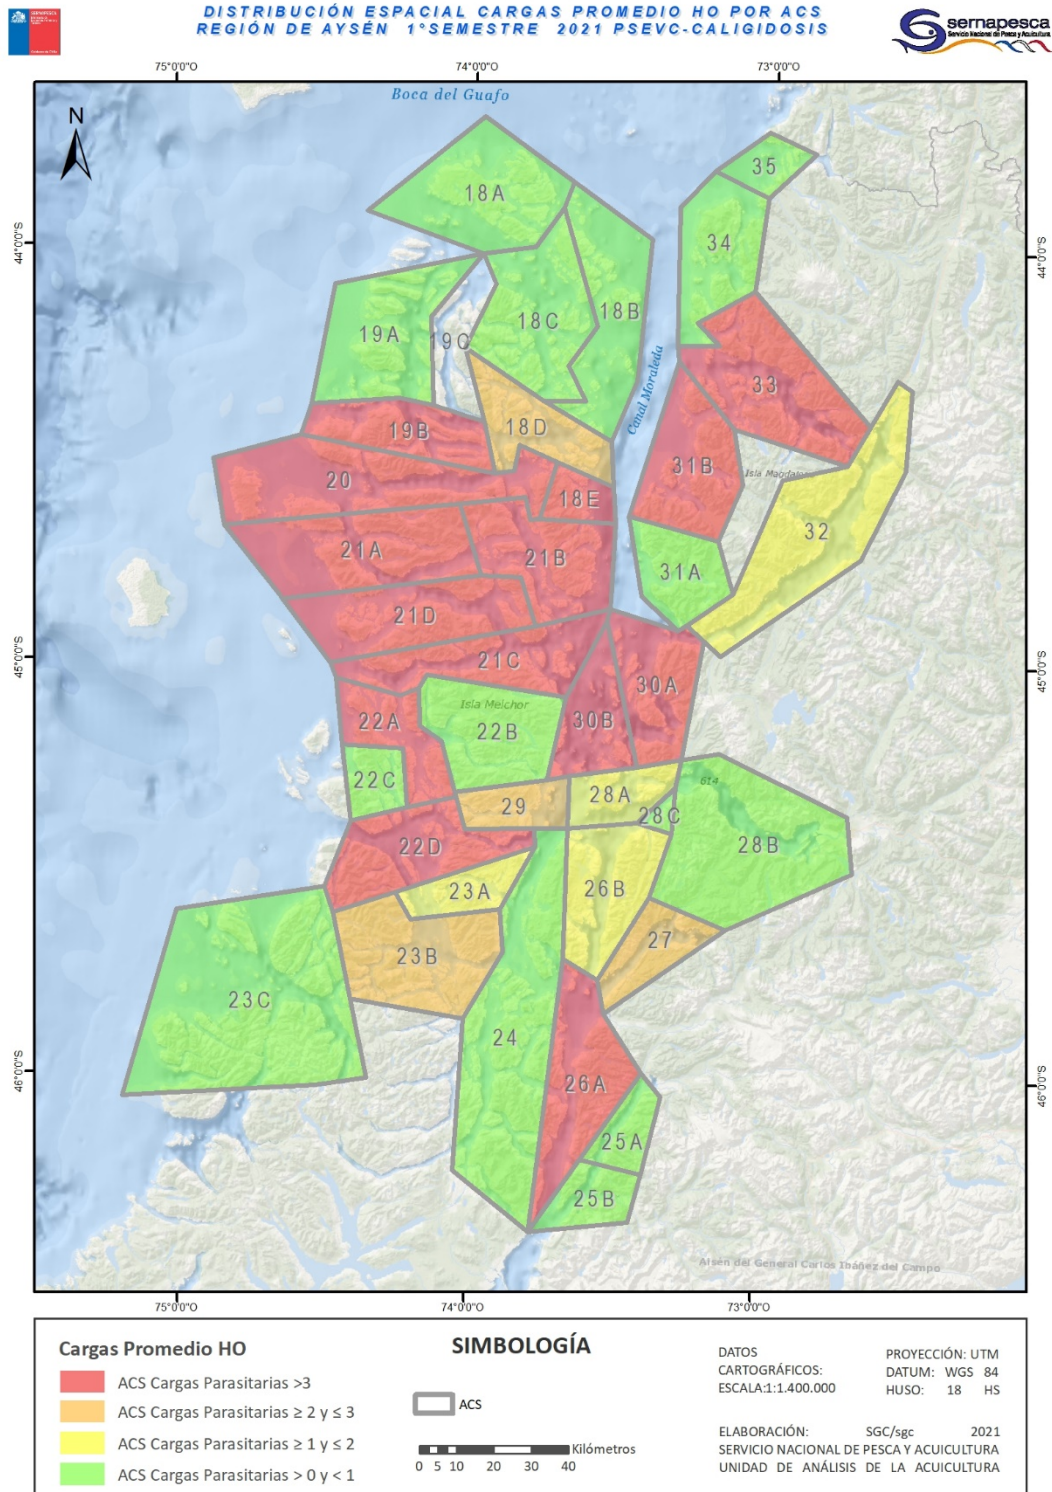 DISTRIBUCIÓN ESPACIAL CARGAS PROMEDIO HO POR ACS
REGIÓN DE AYSÉN 1°SEMESTRE 2021 PSEVC-CALIGIDOSIS
sernapesca
Servicio Nacional de Pesca y Acuicultura
75°0'0"O 74°0'0"O 73°0'0"O
Boca del Guafo
N
35
18A
34
44°0'0"S 44°0'0"S
18B
18C
19A
19C
Canal Moraleda
33
19B
18D
31B
Isla Magdalena
20
18E
32
21A
21B
31A
21D
45°0'0"S 45°0'0"S
21C
30A
Isla Melchor
22A
30B
22B
22C
614
28A
29
28C
22D
28B
23A
26B
27
23B
23C
24
46°0'0"S 46°0'0"S
26A
25A
25B
Aisén del General Carlos Ibáñez del Campo
75°0'0"O 74°0'0"O 73°0'0"O
Cargas Promedio HO
ACS Cargas Parasitarias >3
ACS Cargas Parasitarias ≥ 2 y ≤ 3
ACS Cargas Parasitarias ≥ 1 y ≤ 2
ACS Cargas Parasitarias > 0 y < 1
SIMBOLOGÍA
ACS
Kilómetros
0 5 10 20 30 40
DATOS
CARTOGRÁFICOS:
ESCALA:1:1.400.000
PROYECCIÓN: UTM
DATUM: WGS 84
HUSO: 18 HS
ELABORACIÓN: SGC/sgc 2021
SERVICIO NACIONAL DE PESCA Y ACUICULTURA
UNIDAD DE ANÁLISIS DE LA ACUICULTURA